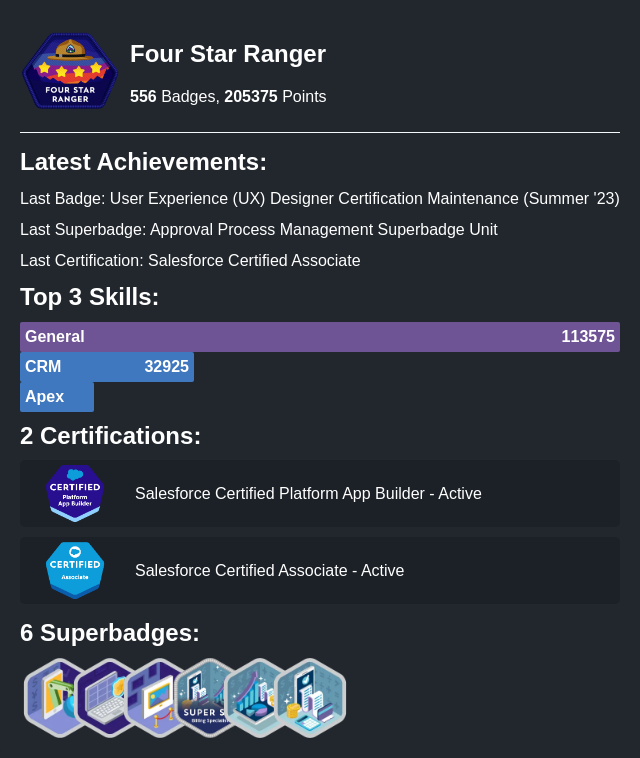 FOUR STAR
RANGER
Four Star Ranger
556 Badges, 205375 Points
Latest Achievements:
Last Badge: User Experience (UX) Designer Certification Maintenance (Summer '23)
Last Superbadge: Approval Process Management Superbadge Unit
Last Certification: Salesforce Certified Associate
Top 3 Skills:
General 113575
CRM 32925
Apex
2 Certifications:
CERTIFIED
Platform
App Builder
Salesforce Certified Platform App Builder - Active
CERTIFIED
Associate
Salesforce Certified Associate - Active
6 Superbadges:
SUPER S